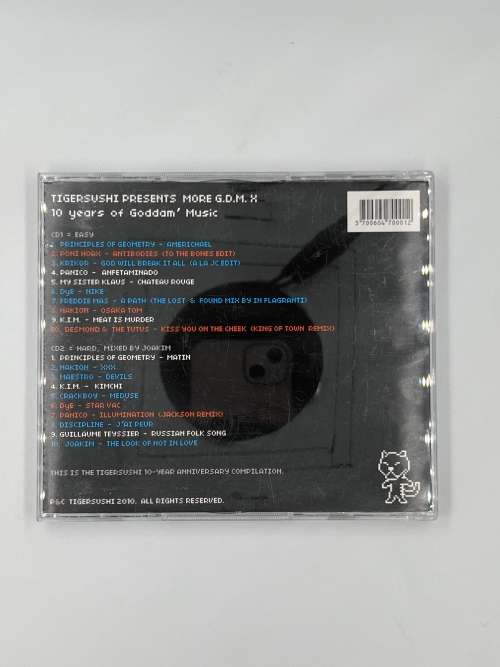 TIGERSUSHI PRESENTS MORE G.D.M. X
10 years of Goddam' Music
3700604700012
CD1 = EASY
1. PRINCIPLES OF GEOMETRY - AMERICHAEL
2. PONI HOAX - ANTIBODIES (TO THE BONES EDIT)
3. KRIKOR - GOD WILL BREAK IT ALL (A LA JC EDIT)
4. PANICO - ANFETAMINADO
5. MY SISTER KLAUS - CHATEAU ROUGE
6. DyE - NIKE
7. FREDDIE MAS - A PATH (THE LOST & FOUND MIX BY IN FLAGRANTI)
8. NAKION - OSAKA TOM
9. K.I.M. - MEAT IS MURDER
10. DESMOND & THE TUTUS - KISS YOU ON THE CHEEK (KING OF TOWN REMIX)
CD2 = HARD, MIXED BY JOAKIM
1. PRINCIPLES OF GEOMETRY - MATIN
2. NAKION - XXX
MAESTRO - DEVILS
4. K.I.M. - KIMCHI
5. CRACKBOY - MEDUSE
6. DyE - STAR VAC
7. PANICO - ILLUMINATION (JACKSON REMIX)
8. DISCIPLINE - J'AI PEUR
9. GUILLAUME TEYSSIER - RUSSIAN FOLK SONG
10. JOAKIM - THE LOOK OF NOT IN LOVE
THIS IS THE TIGERSUSHI 10-YEAR ANNIVERSARY COMPILATION.
P&C TIGERSUSHI 2010. ALL RIGHTS RESERVED.